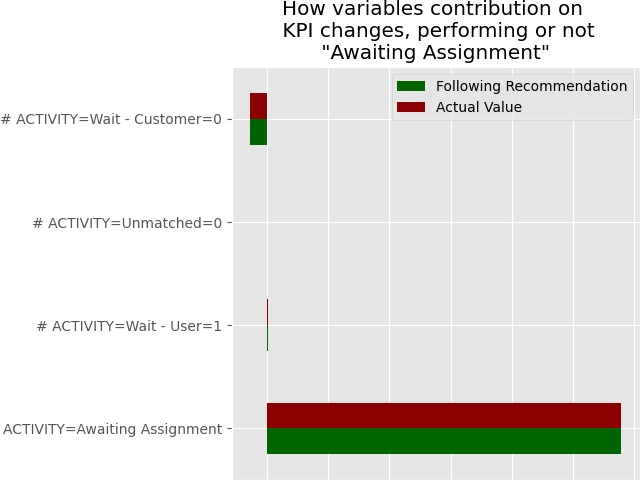 How variables contribution on
KPI changes, performing or not
"Awaiting Assignment"
Following Recommendation
Actual Value
# ACTIVITY=Wait - Customer=0
# ACTIVITY=Unmatched=0
# ACTIVITY=Wait - User=1
ACTIVITY=Awaiting Assignment